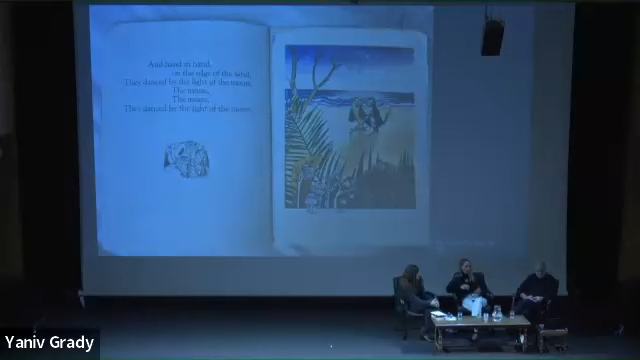 And hand in hand,
on the edge of the sand,
They danced by the light of the moon,
The moon,
The moon,
They danced by the light of the moon.
Yaniv Grady